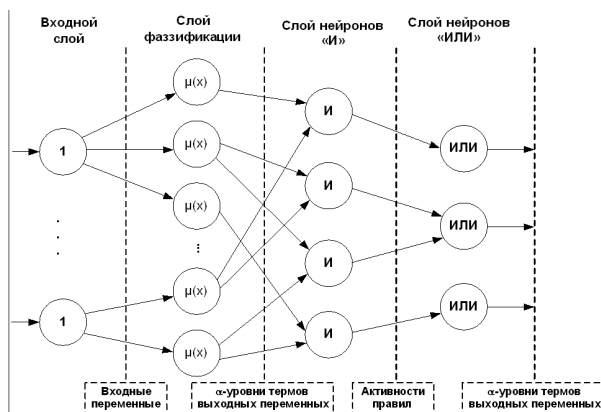 Входной
слой
Слой
фаззификации
Слой нейронов
«И»
Слой нейронов
«ИЛИ»
μ(x)
И
1
μ(x)
ИЛИ
И
μ(x)
ИЛИ
И
μ(x)
1
И
ИЛИ
μ(x)
Входные
переменные
α-уровни термов
выходных переменных
Активности
правил
α-уровни термов
выходных переменных